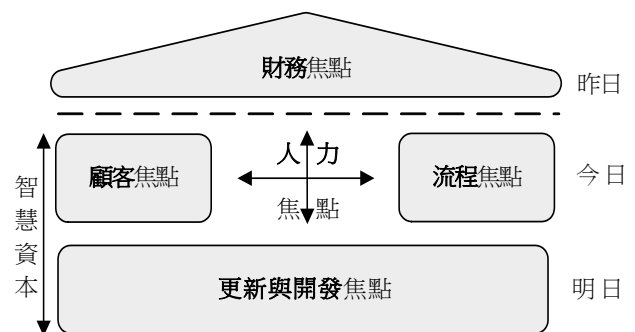 財務焦點
昨日
人力
顧客焦點
流程焦點
今日
焦點
智慧資本
更新與開發焦點
明日